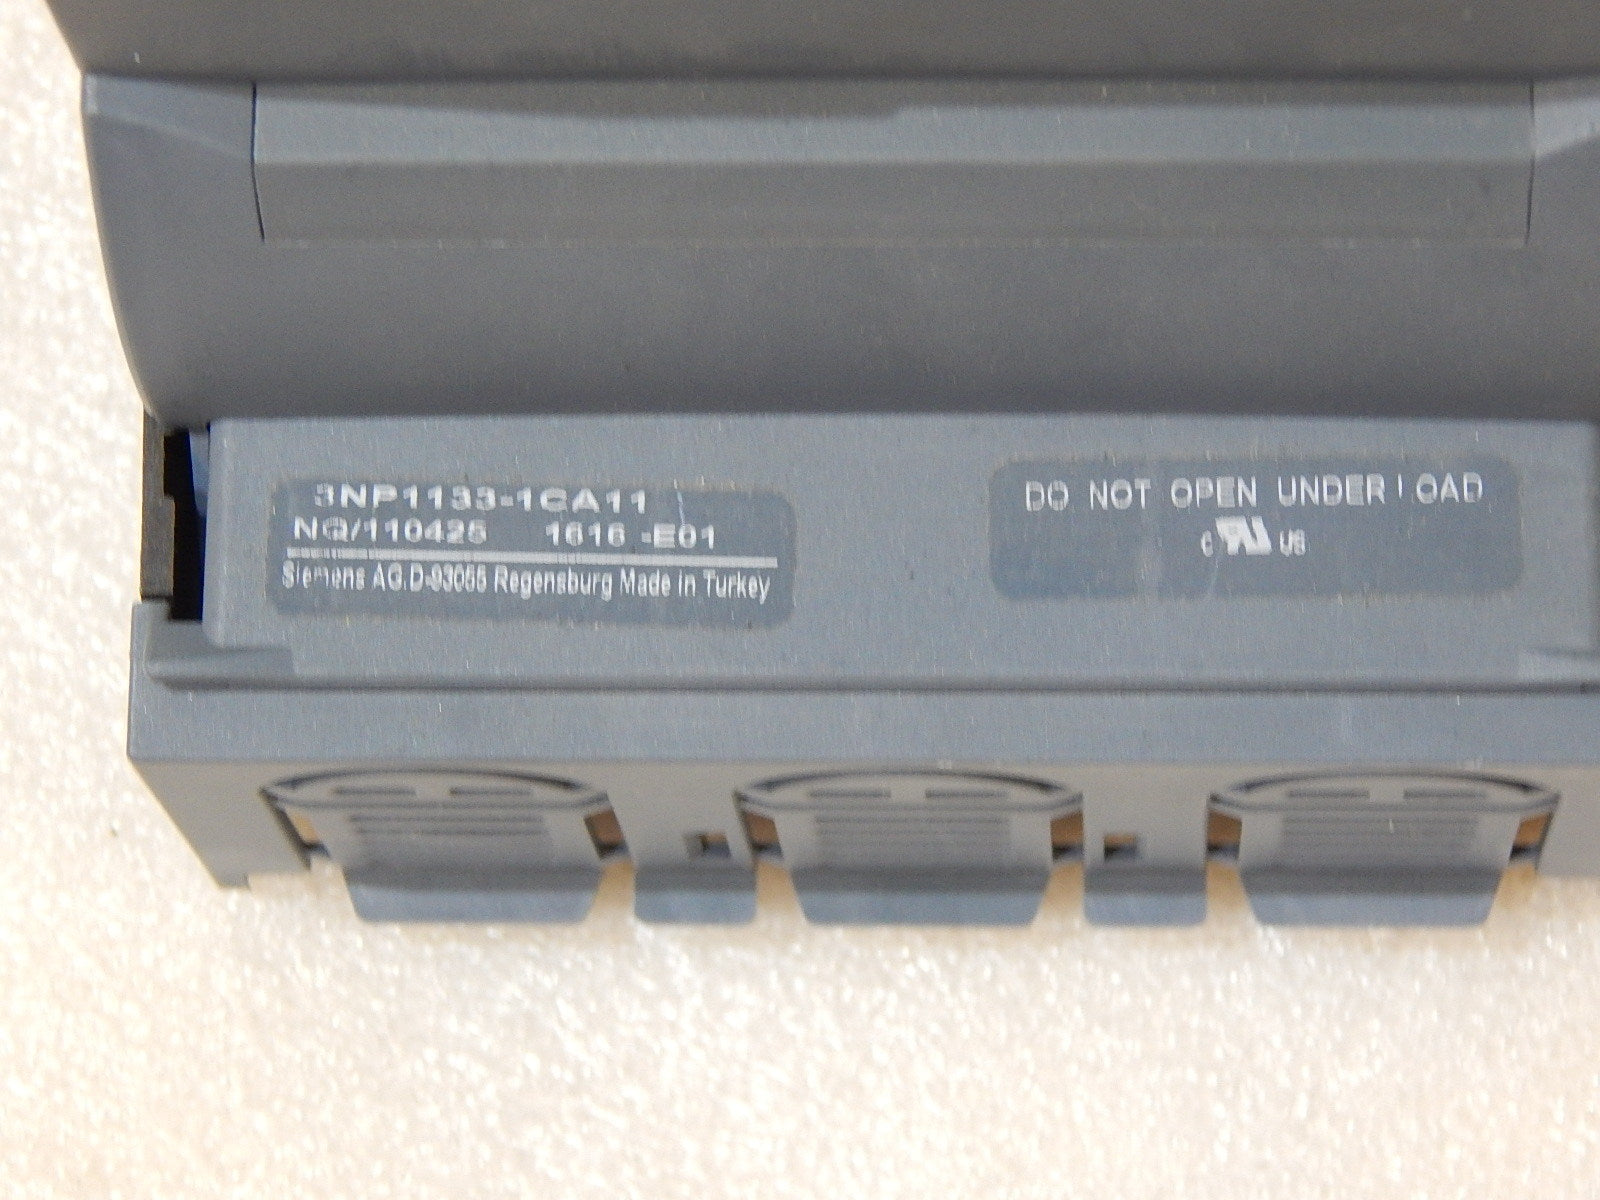 3NP1133-1CA11
NQ/110425 1616 -E01
Siemens AG,D-93055 Regensburg Made in Turkey
DO NOT OPEN UNDER LOAD
c UR US